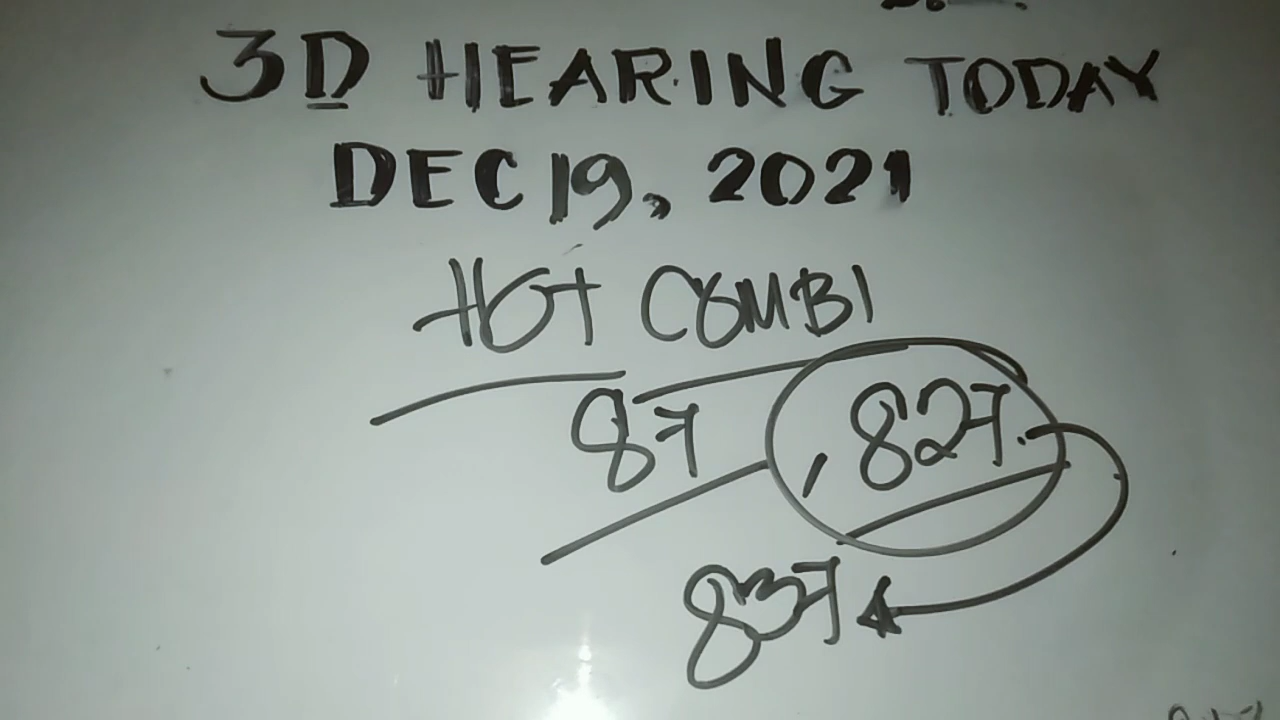 3D HEARING TODAY
DEC 19, 2021
HOT COMBI
87, 827.
837